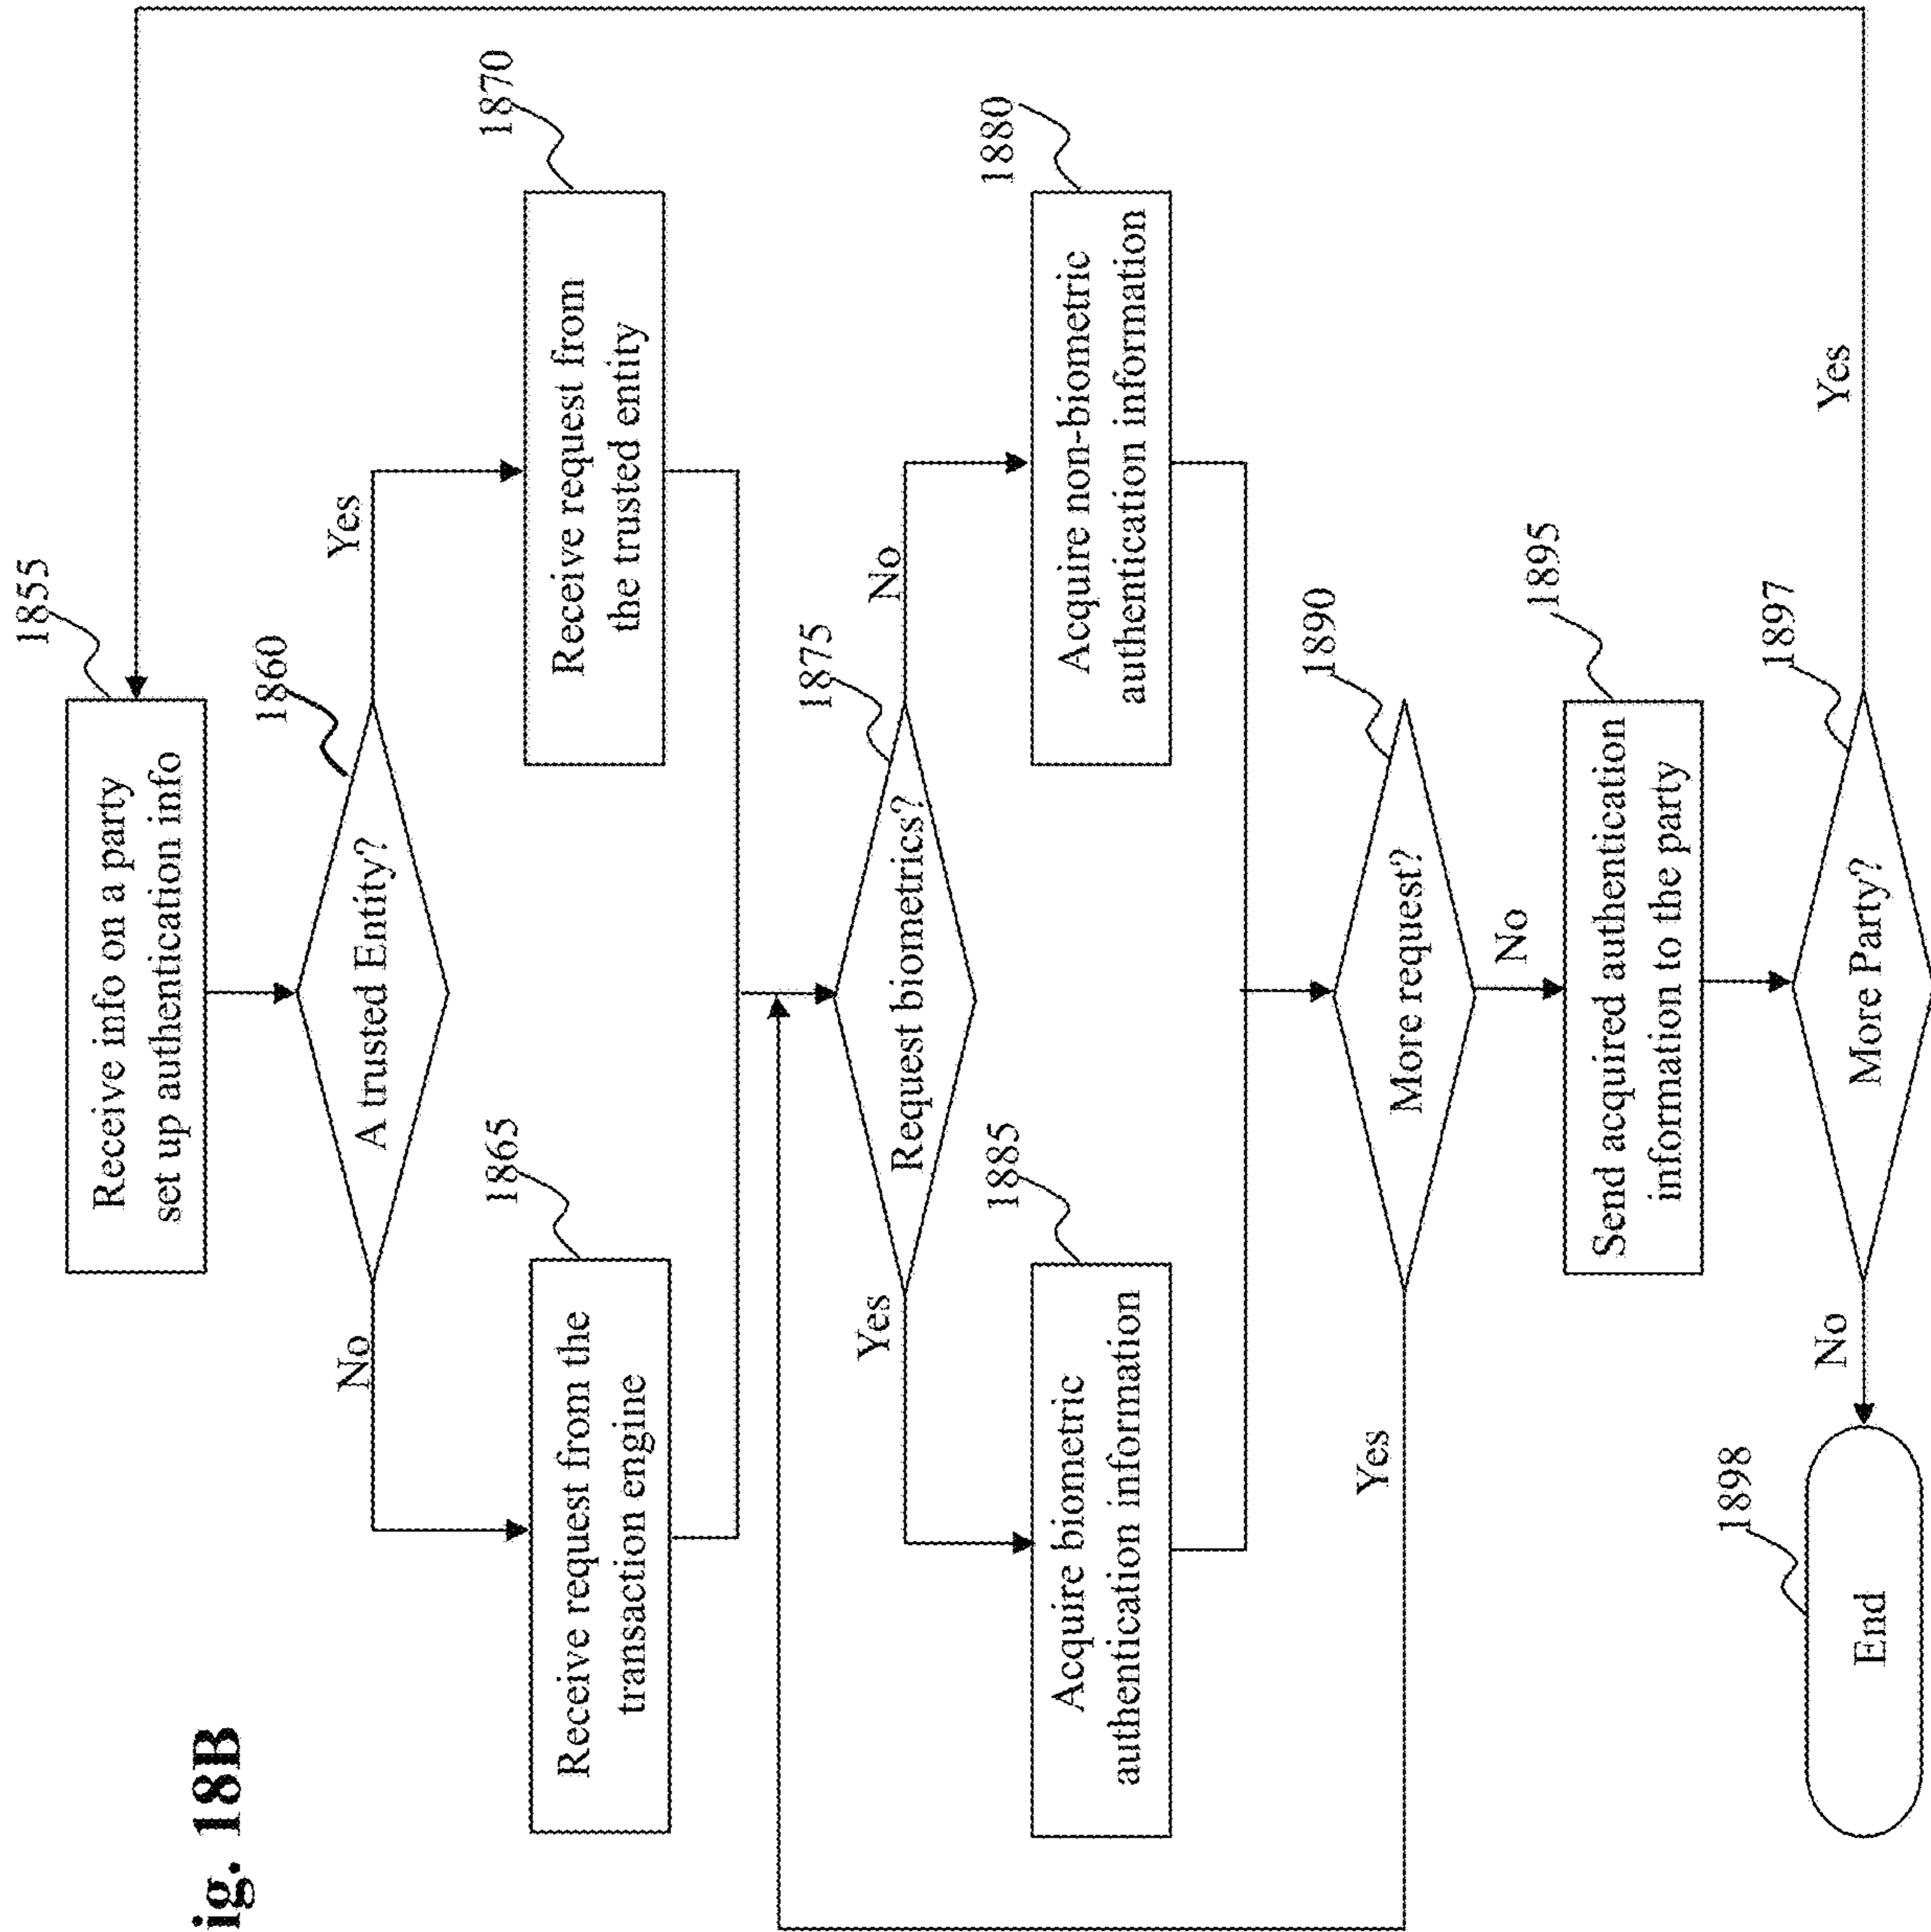 ig. 18B
1855
Receive info on a party
set up authentication info
1860
A trusted Entity?
No
Yes
1865
Receive request from the
transaction engine
1870
Receive request from
the trusted entity
1875
Request biometrics?
Yes
No
1885
Acquire biometric
authentication information
1880
Acquire non-biometric
authentication information
1890
More request?
Yes
No
1895
Send acquired authentication
information to the party
1897
More Party?
No
Yes
1898
End